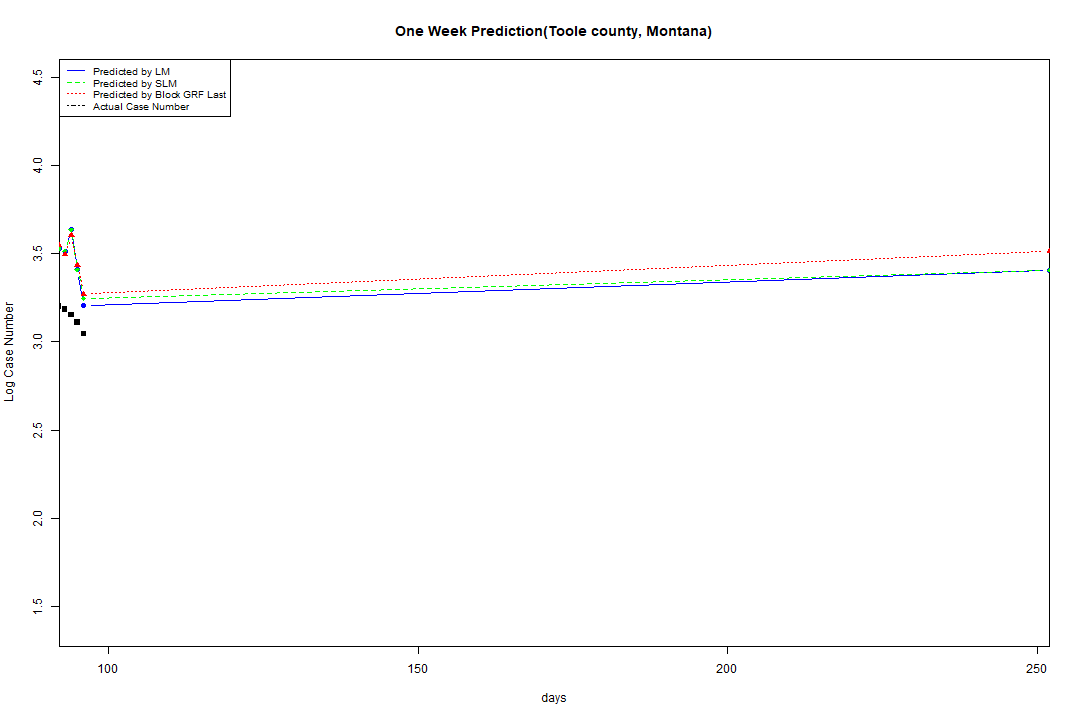 One Week Prediction(Toole county, Montana)
Predicted by LM
Predicted by SLM
Predicted by Block GRF Last
Actual Case Number
4.5
4.0
3.5
3.0
2.5
2.0
1.5
Log Case Number
100
150
200
250
days